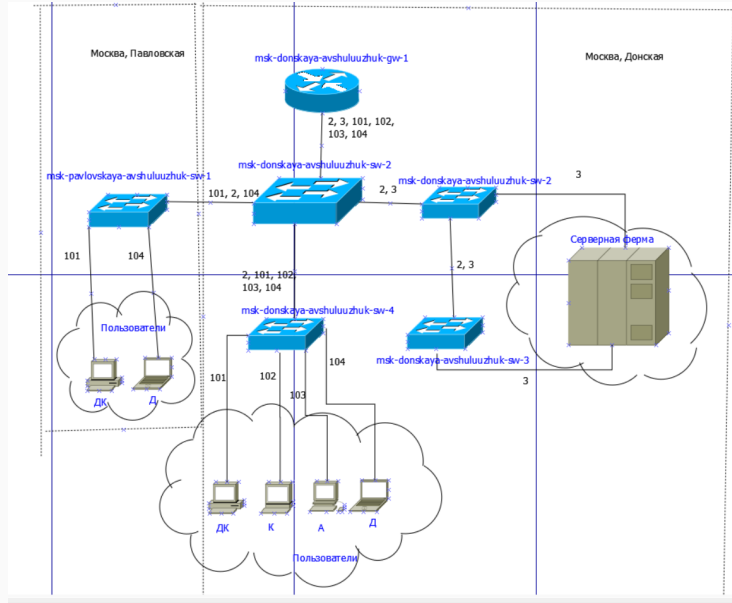 Москва, Павловская
msk-donskaya-avshuluuzhuk-gw-1
Москва, Донская
2, 3, 101, 102,
103, 104
msk-donskaya-avshuluuzhuk-sw-2
msk-pavlovskaya-avshuluuzhuk-sw-1
101, 2, 104
2, 3
msk-donskaya-avshuluuzhuk-sw-2
3
101
104
Серверная ферма
2, 3
2, 101, 102,
103, 104
msk-donskaya-avshuluuzhuk-sw-4
Пользователи
msk-donskaya-avshuluuzhuk-sw-3
101
102
103
104
3
ДК
Д
ДК
К
А
Д
Пользователи